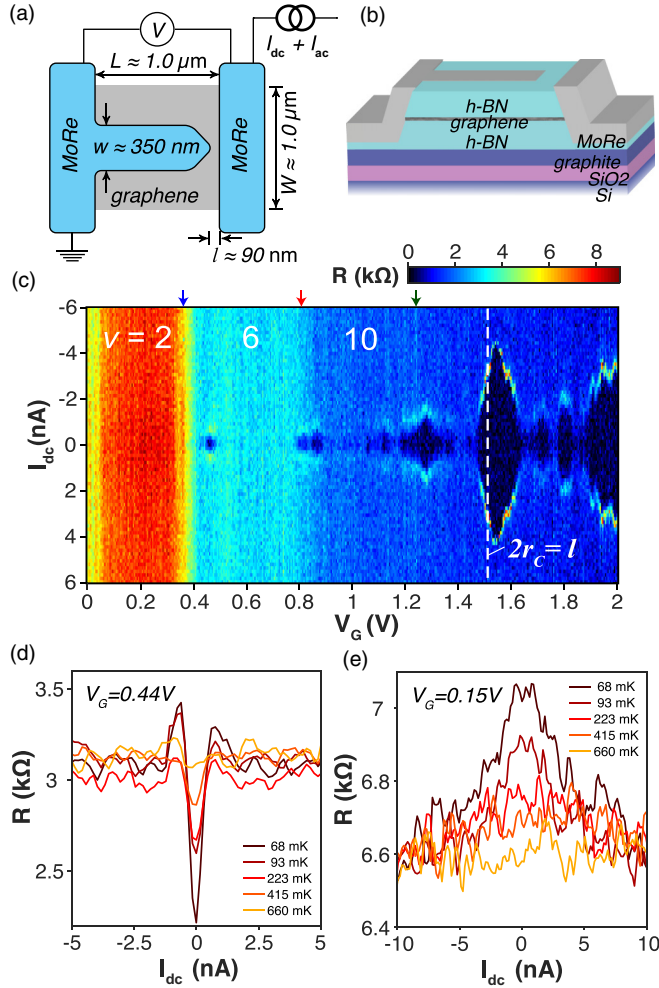 (a)
V
I_dc + I_ac
L ≈ 1.0 μm
MoRe
w ≈ 350 nm
graphene
W ≈ 1.0 μm
MoRe
l ≈ 90 nm
(b)
h-BN
graphene
h-BN
MoRe
graphite
SiO2
Si
(c)
R (kΩ)
0 2 4 6 8
ν = 2 6 10
-6
-4
-2
0
2
4
6
I_dc (nA)
2r_C = l
0 0.2 0.4 0.6 0.8 1 1.2 1.4 1.6 1.8 2
V_G (V)
(d)
V_G=0.44V
3.5
3
2.5
R (kΩ)
68 mK
93 mK
223 mK
415 mK
660 mK
-5 -2.5 0 2.5 5
I_dc (nA)
(e)
V_G=0.15V
7
6.8
6.6
6.4
R (kΩ)
68 mK
93 mK
223 mK
415 mK
660 mK
-10 -5 0 5 10
I_dc (nA)